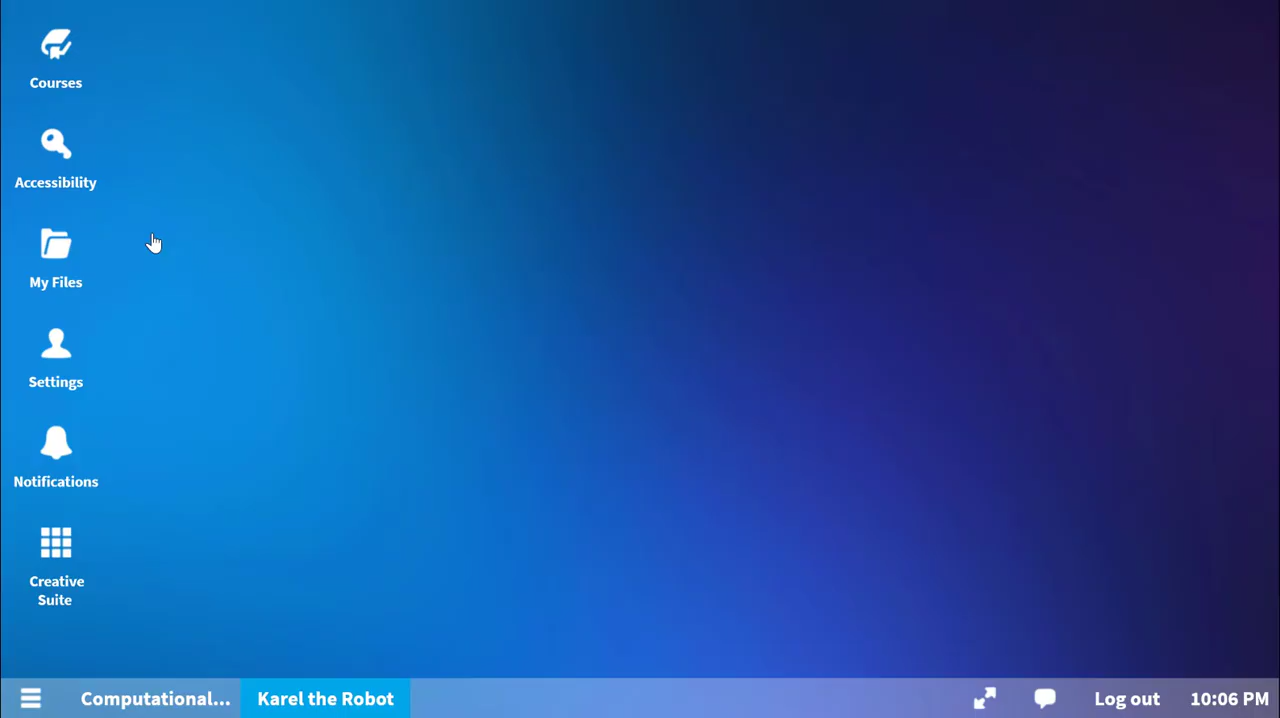 Courses
Accessibility
My Files
Settings
Notifications
Creative
Suite
Computational... Karel the Robot Log out 10:06 PM